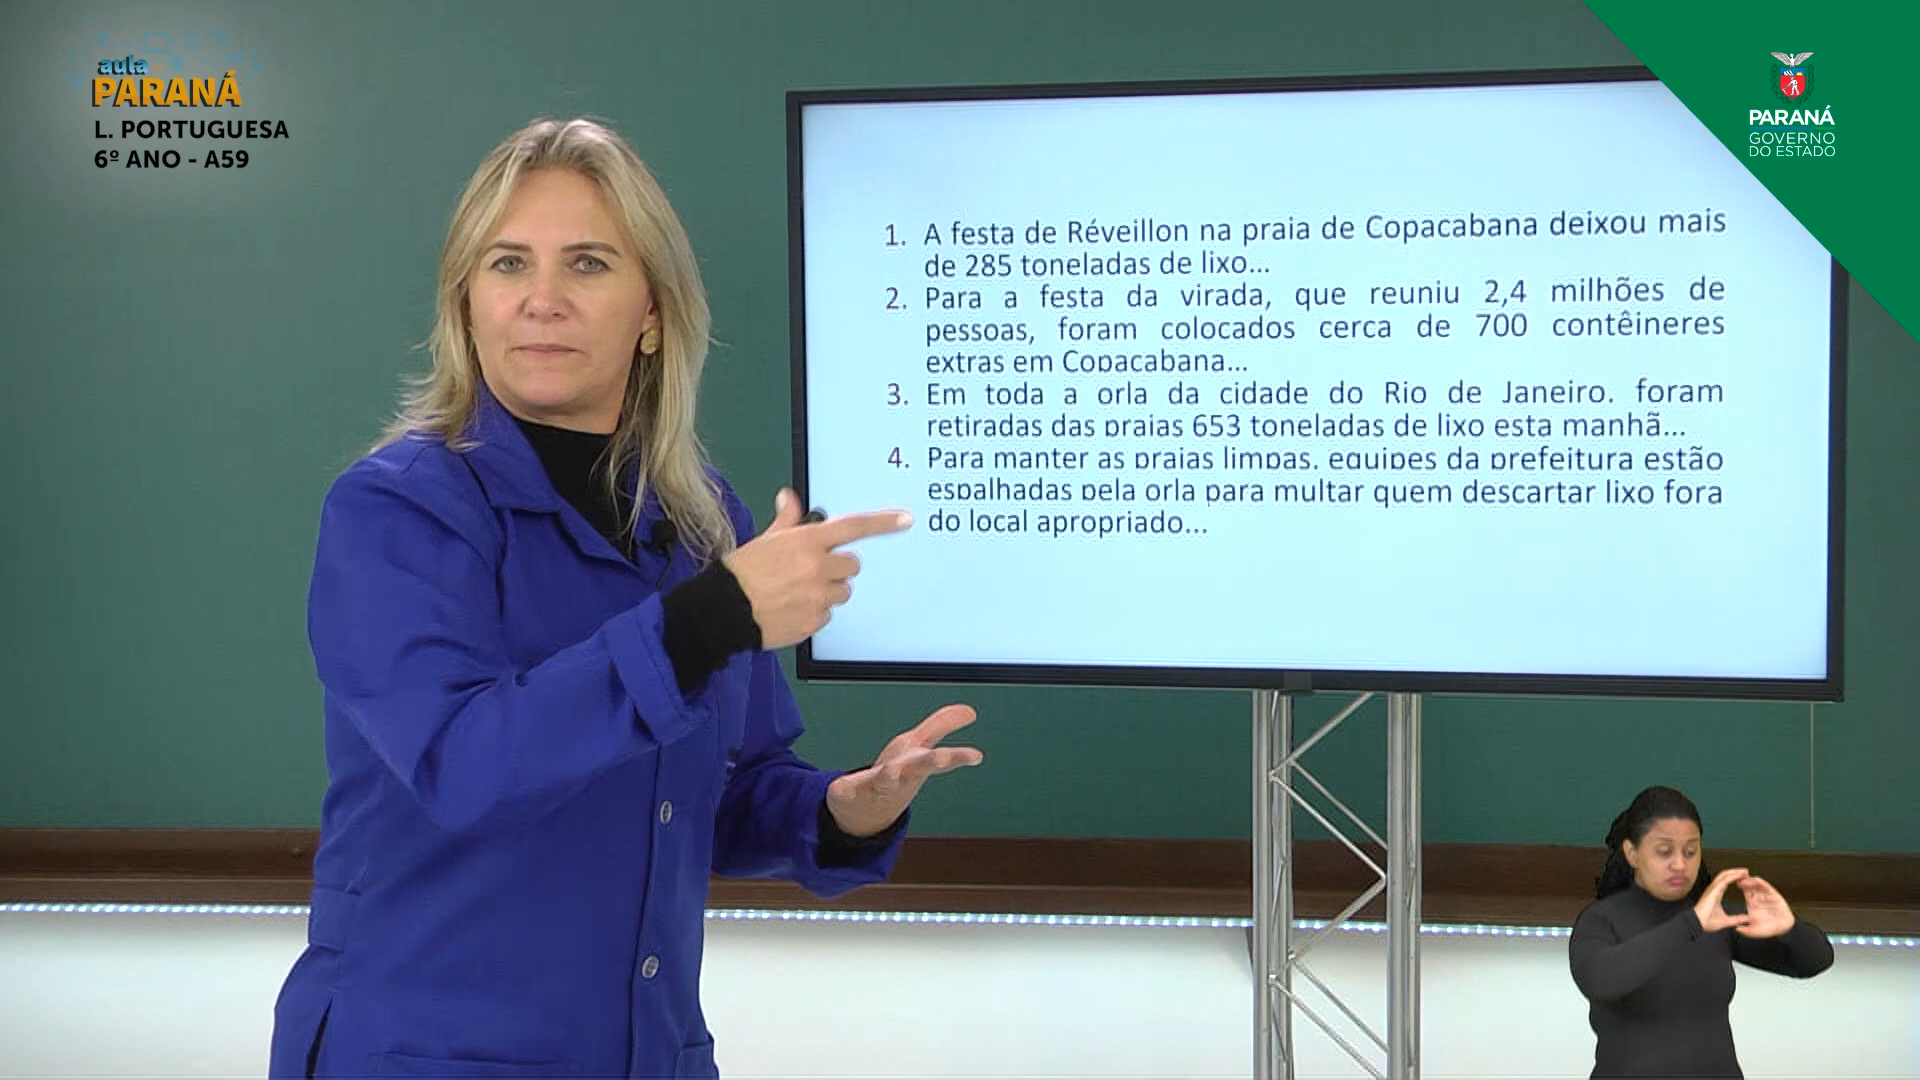 aula
PARANÁ
L. PORTUGUESA
6º ANO - A59
PARANÁ
GOVERNO
DO ESTADO
1. A festa de Réveillon na praia de Copacabana deixou mais
de 285 toneladas de lixo...
2. Para a festa da virada, que reuniu 2,4 milhões de
pessoas, foram colocados cerca de 700 contêineres
extras em Copacabana...
3. Em toda a orla da cidade do Rio de Janeiro, foram
retiradas das praias 653 toneladas de lixo esta manhã...
4. Para manter as praias limpas, equipes da prefeitura estão
espalhadas pela orla para multar quem descartar lixo fora
do local apropriado...